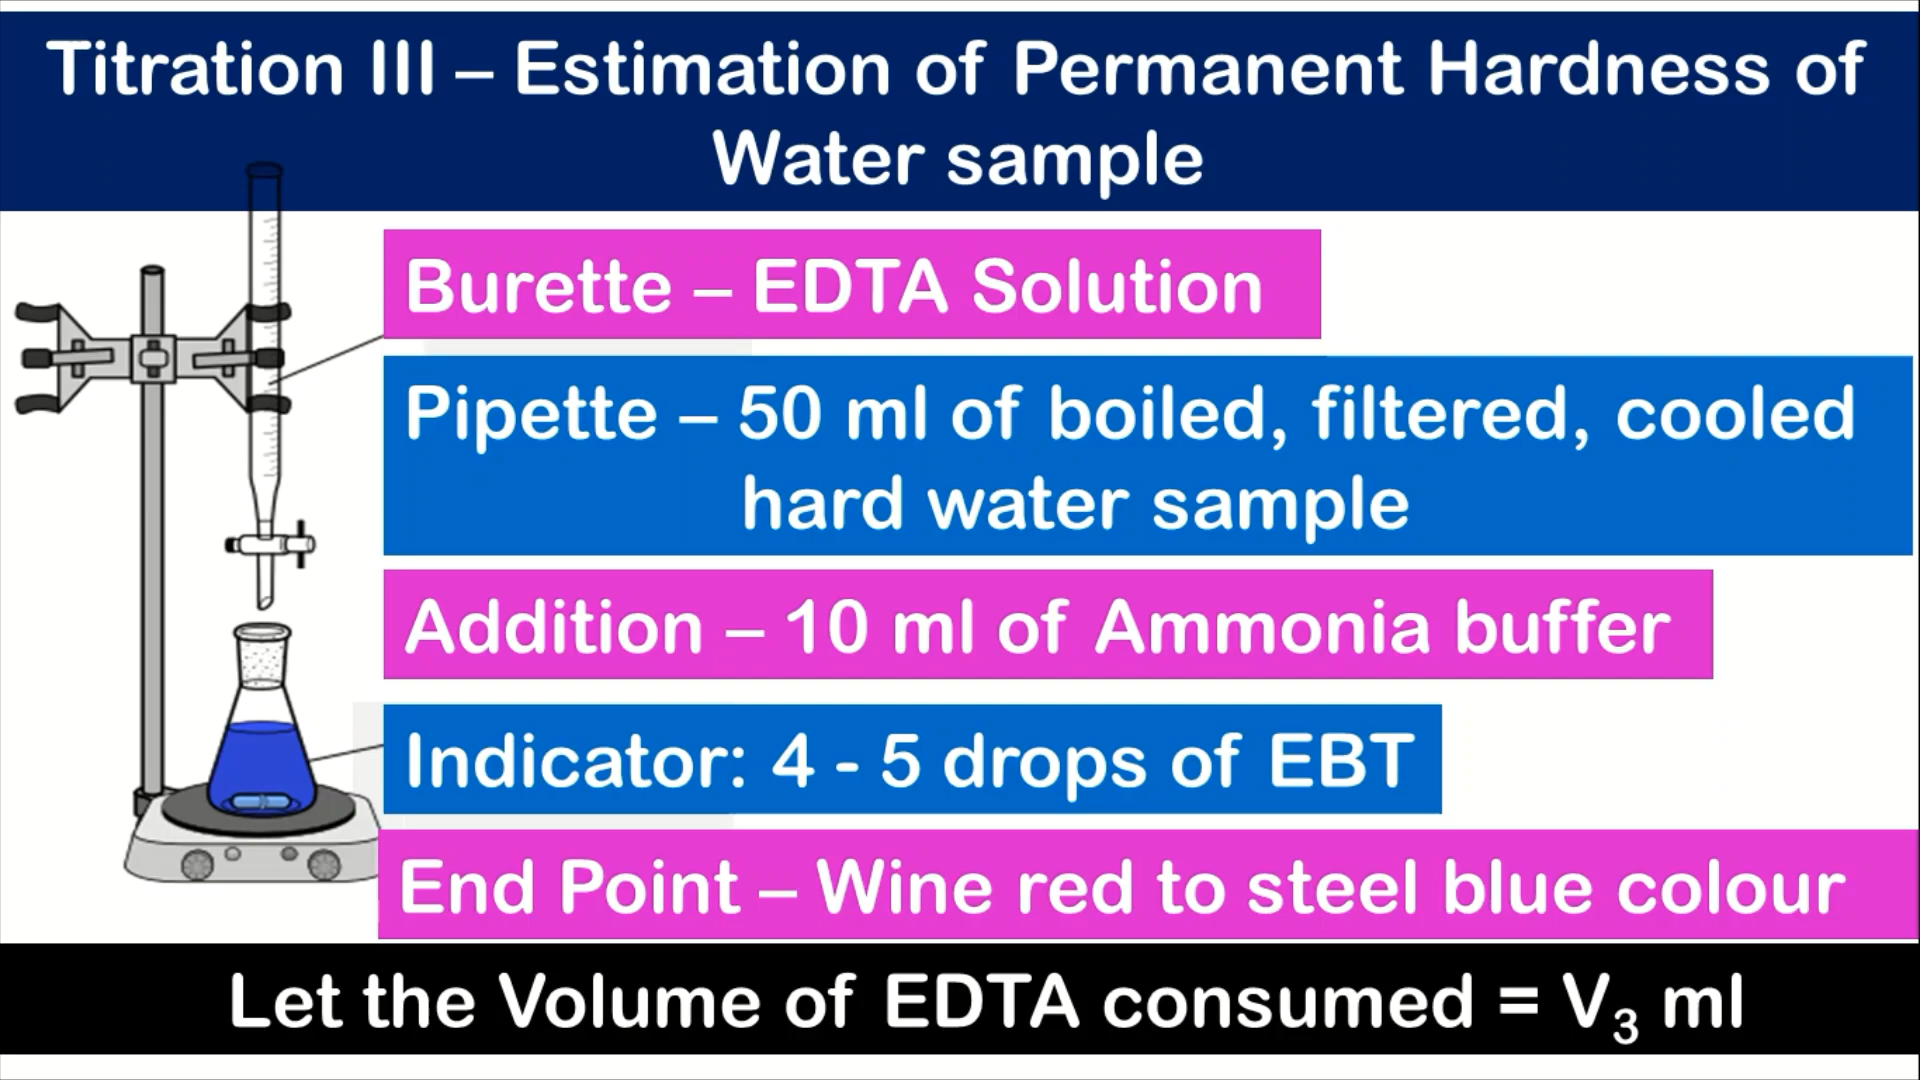 Titration III – Estimation of Permanent Hardness of
Water sample
Burette – EDTA Solution
Pipette – 50 ml of boiled, filtered, cooled
hard water sample
Addition – 10 ml of Ammonia buffer
Indicator: 4 - 5 drops of EBT
End Point – Wine red to steel blue colour
Let the Volume of EDTA consumed = V₃ ml